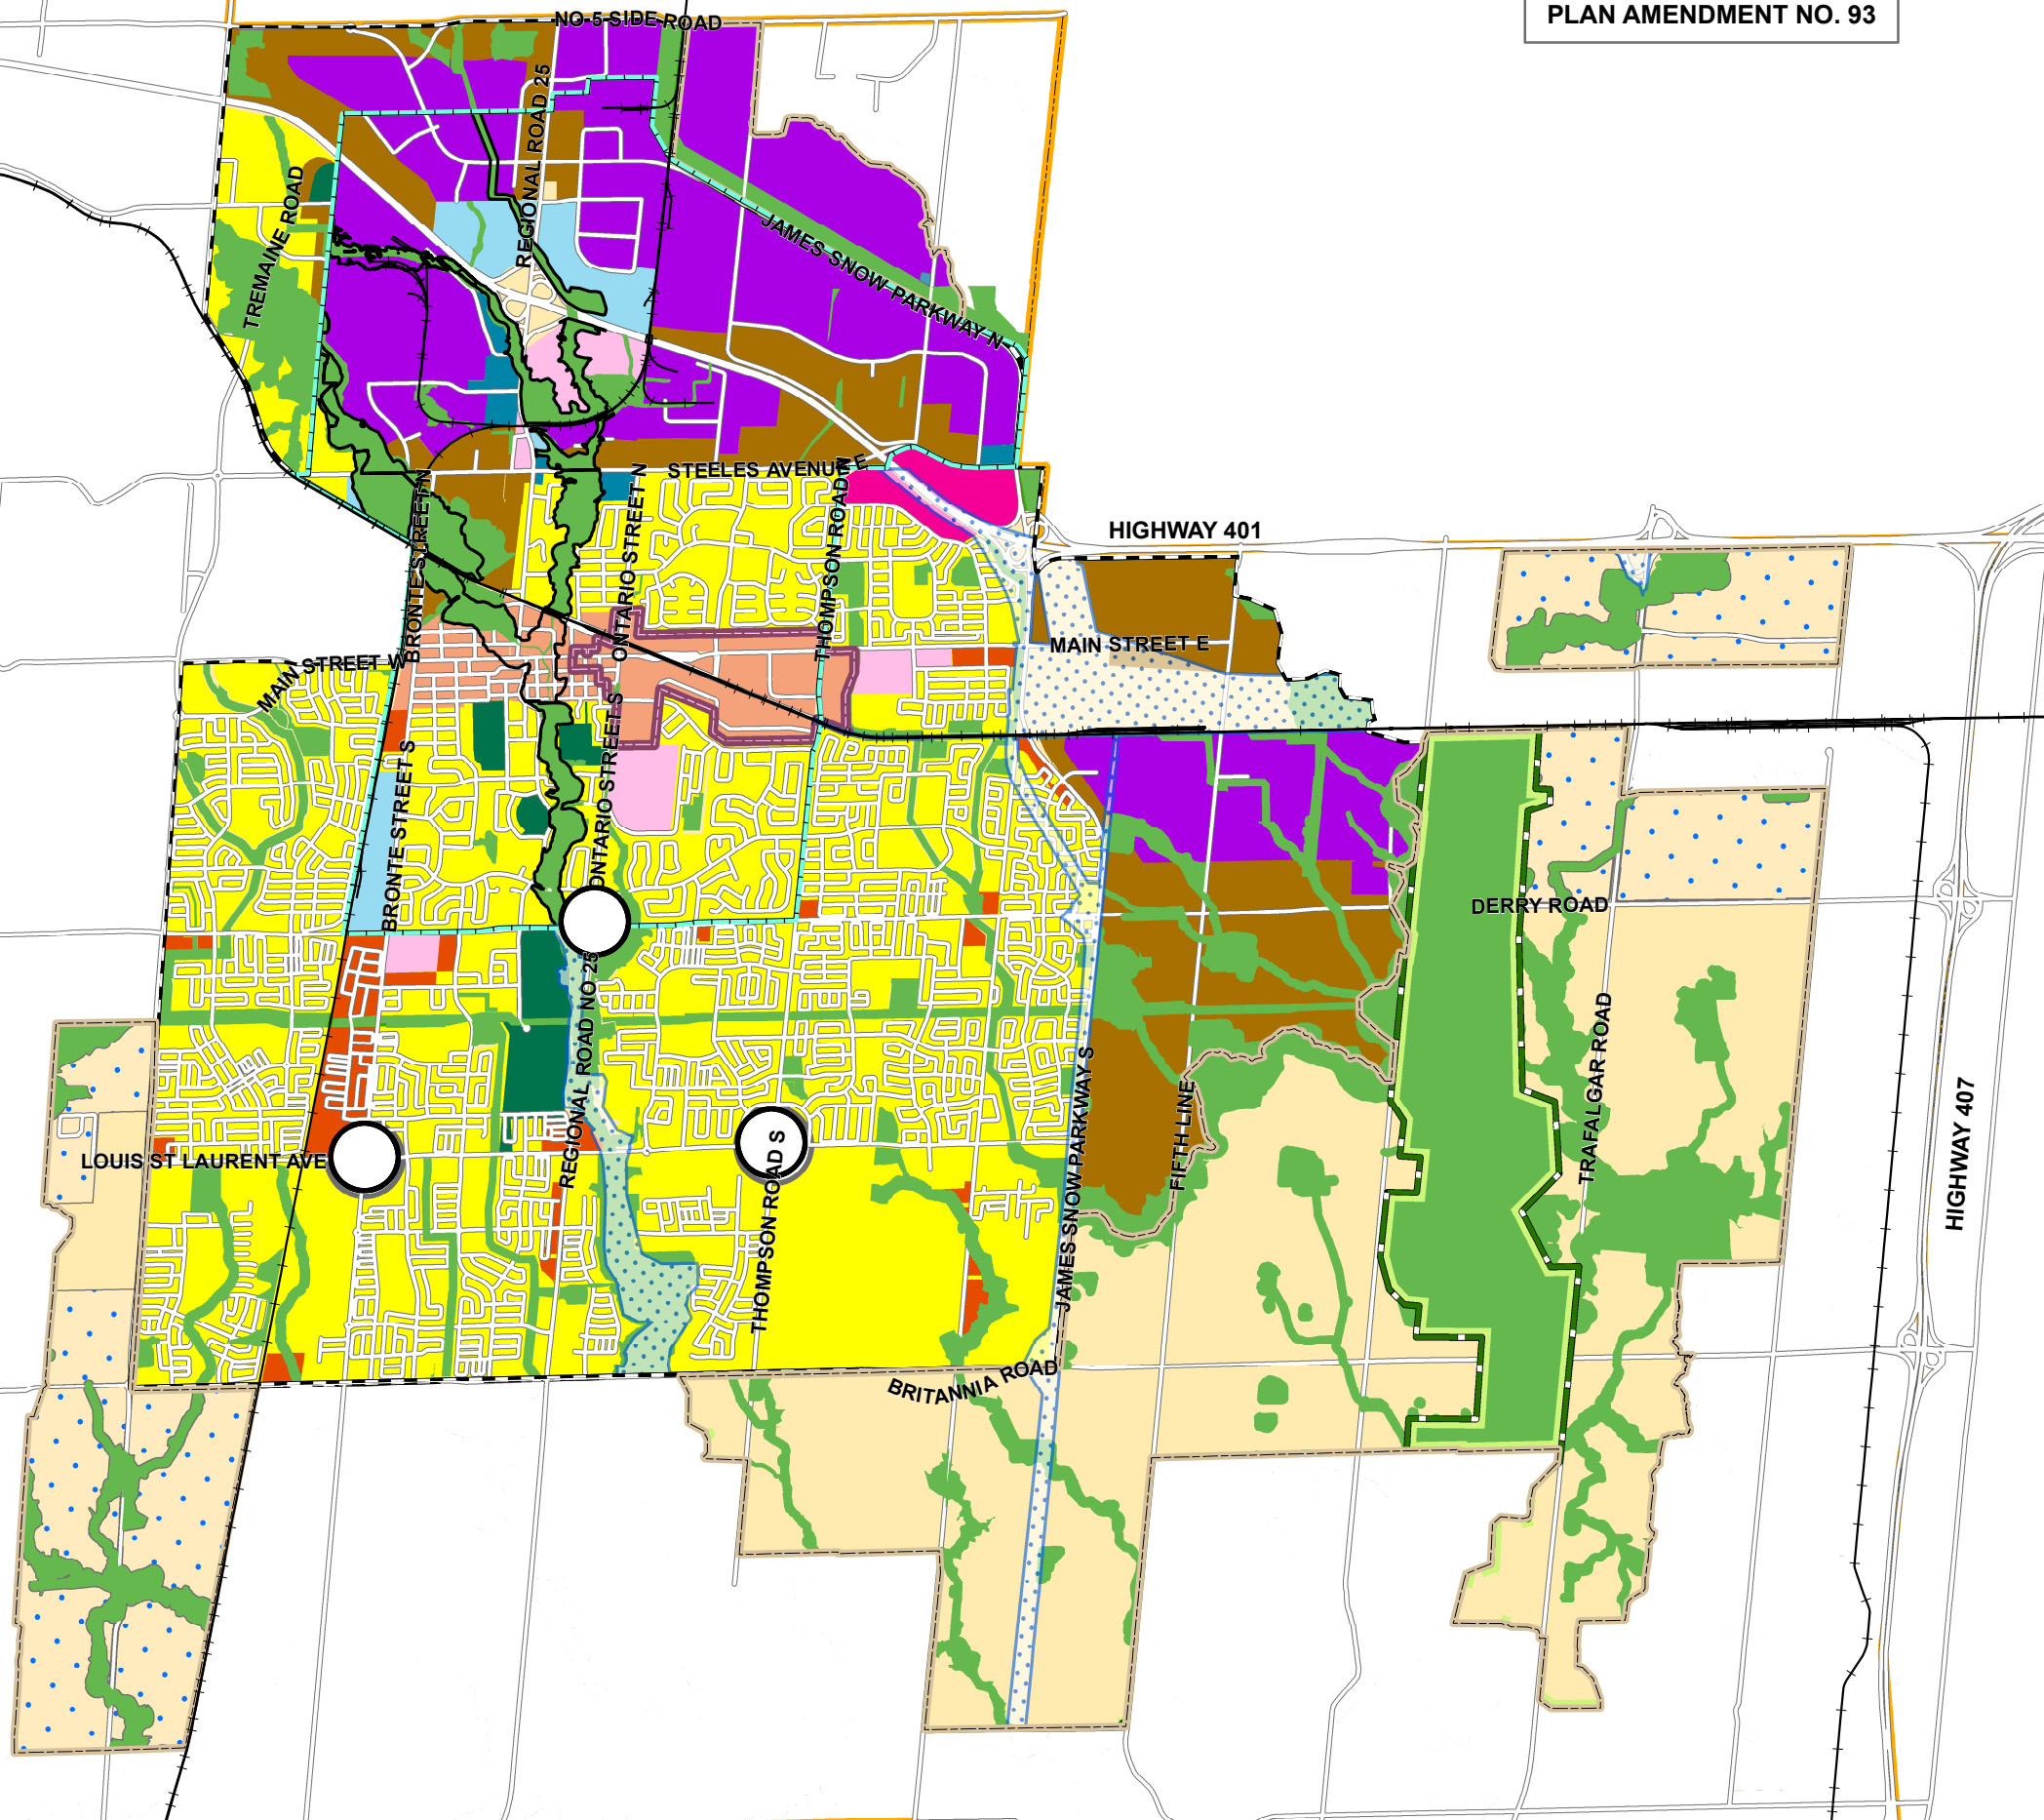 PLAN AMENDMENT NO. 93
NO 5 SIDE ROAD
REGIONAL ROAD 25
TREMAINE ROAD
JAMES SNOW PARKWAY N
STEELES AVENUE E
BRONTE STREET N
ONTARIO STREET N
THOMPSON ROAD N
HIGHWAY 401
MAIN STREET W
MAIN STREET E
BRONTE STREET S
ONTARIO STREET S
DERRY ROAD
REGIONAL ROAD NO 25
JAMES SNOW PARKWAY S
FIFTH LINE
TRAFALGAR ROAD
HIGHWAY 407
LOUIS ST LAURENT AVE
THOMPSON ROAD S
BRITANNIA ROAD